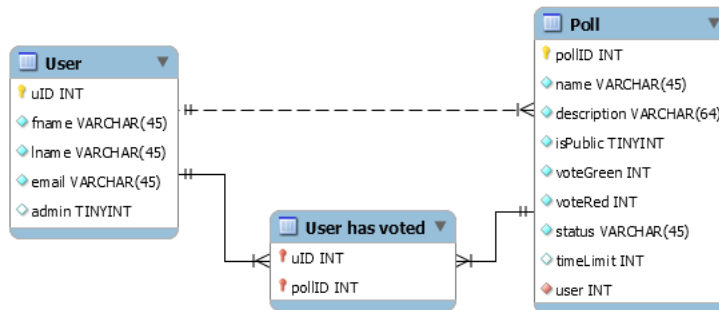 User
uID INT
fname VARCHAR(45)
lname VARCHAR(45)
email VARCHAR(45)
admin TINYINT
User has voted
uID INT
pollID INT
Poll
pollID INT
name VARCHAR(45)
description VARCHAR(64)
isPublic TINYINT
voteGreen INT
voteRed INT
status VARCHAR(45)
timeLimit INT
user INT